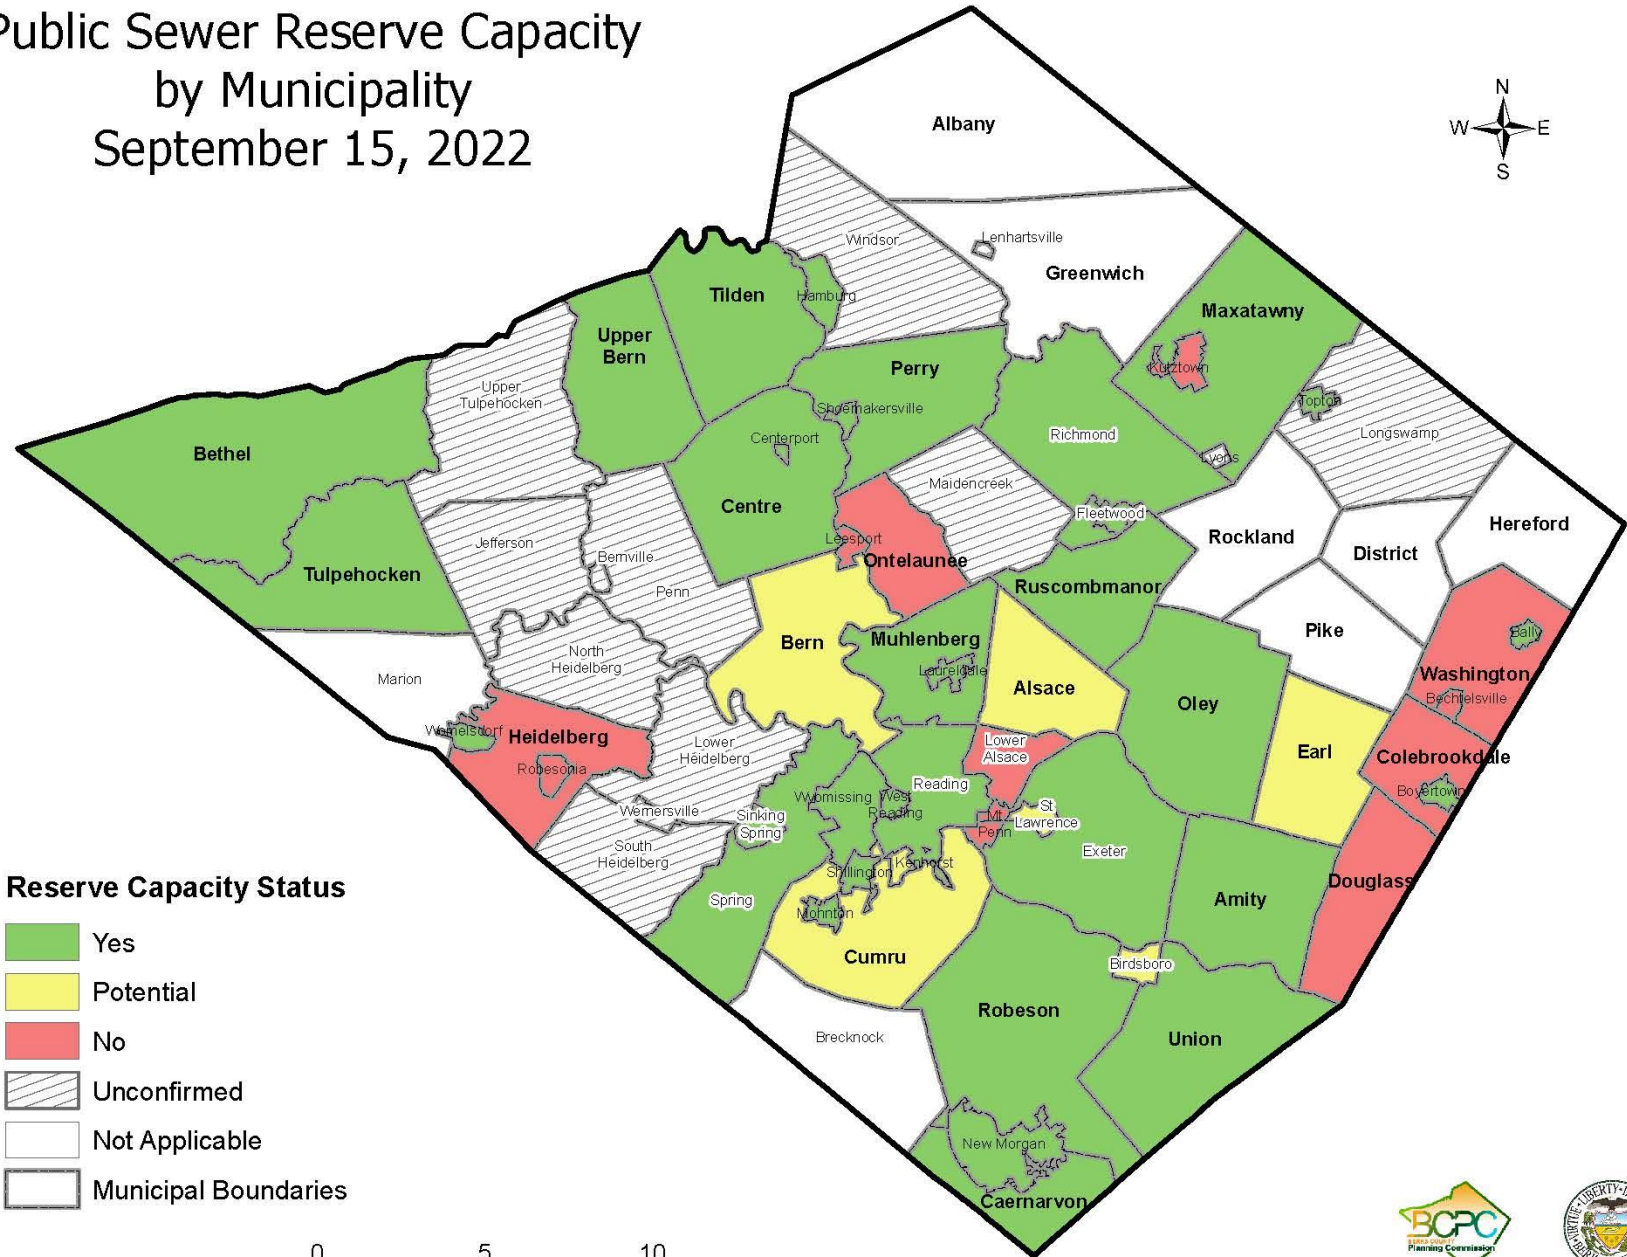 Public Sewer Reserve Capacity
by Municipality
September 15, 2022
N
W E
S
Albany
Windsor
Lenhartsville
Greenwich
Tilden
Hamburg
Maxatawny
Upper
Bern
Perry
Kutztown
Upper
Tulpehocken
Shoemakersville
Topton
Centerport
Richmond
Longswamp
Bethel
Lyons
Maidencreek
Centre
Fleetwood
Hereford
Rockland
Jefferson
Leesport
Ontelaunee
District
Bernville
Tulpehocken
Penn
Ruscombmanor
Pike
Bally
Bern
Muhlenberg
North
Heidelberg
Laureldale
Marion
Alsace
Washington
Bechtelsville
Oley
Womelsdorf
Heidelberg
Lower
Heidelberg
Lower
Alsace
Earl
Colebrookdale
Robesonia
Reading
Boyertown
Wyomissing
West
Reading
Wernersville
Sinking
Spring
St
Lawrence
Mt
Penn
South
Heidelberg
Exeter
Shillington
Kenhorst
Douglass
Spring
Mohnton
Amity
Cumru
Birdsboro
Robeson
Brecknock
Union
New Morgan
Caernarvon
Reserve Capacity Status
Yes
Potential
No
Unconfirmed
Not Applicable
Municipal Boundaries
0 5 10
BCPC
BERKS COUNTY
Planning Commission
VIRTUE • LIBERTY